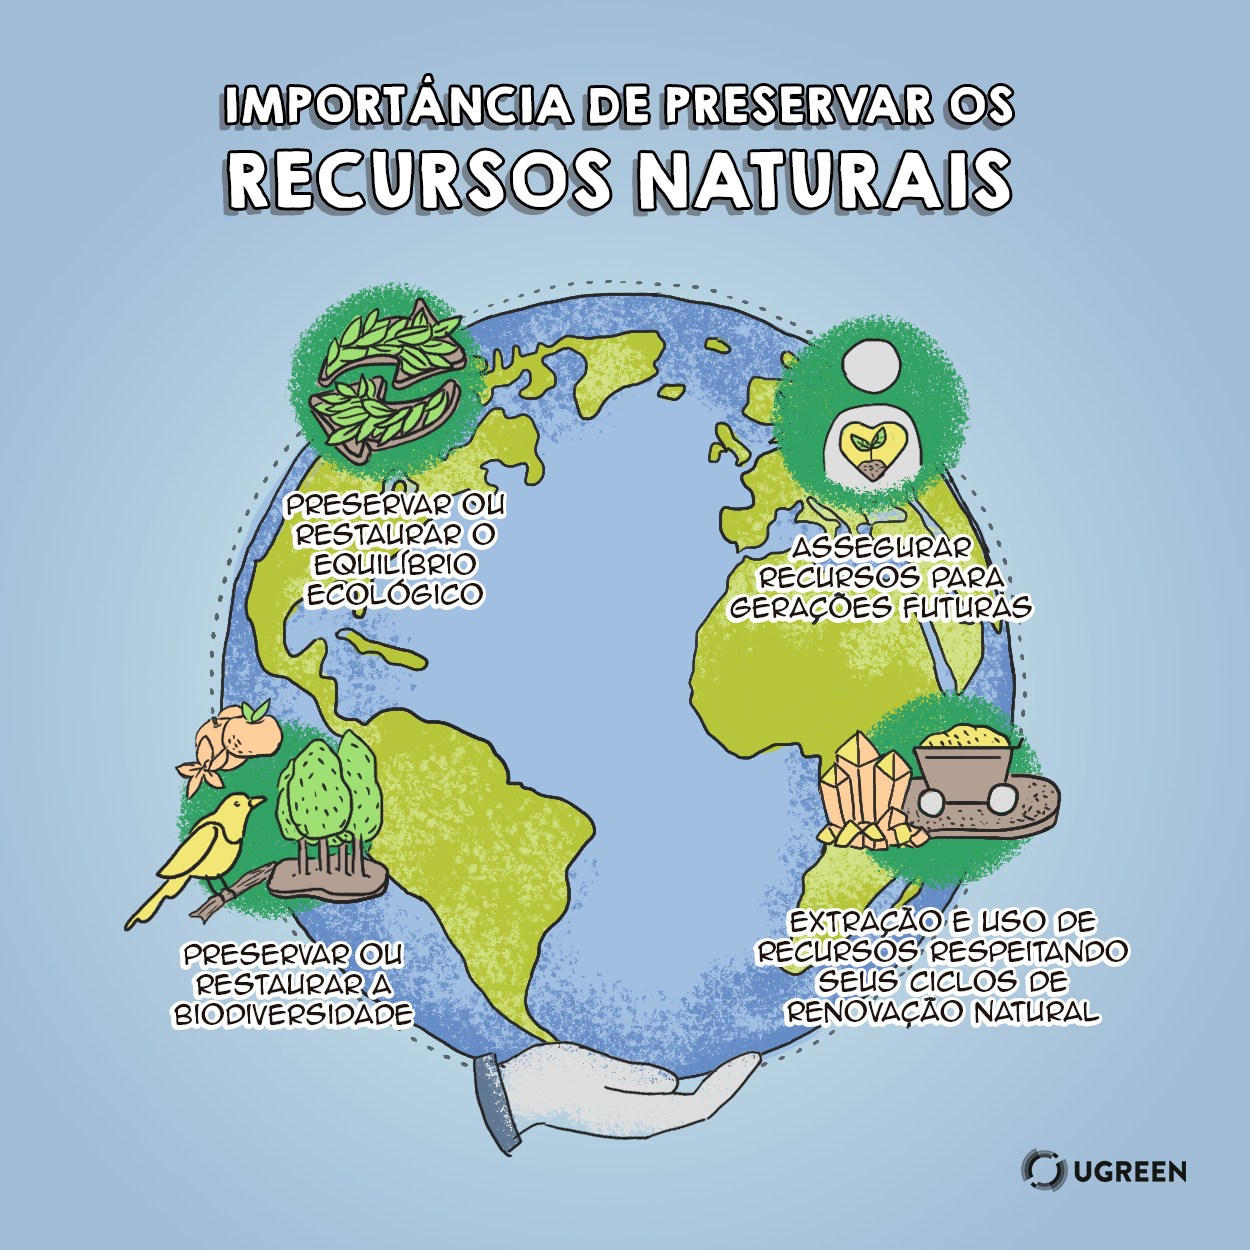 IMPORTÂNCIA DE PRESERVAR OS
RECURSOS NATURAIS
PRESERVAR OU
RESTAURAR O
EQUILÍBRIO
ECOLÓGICO
ASSEGURAR
RECURSOS PARA
GERAÇÕES FUTURAS
PRESERVAR OU
RESTAURAR A
BIODIVERSIDADE
EXTRAÇÃO E USO DE
RECURSOS RESPEITANDO
SEUS CICLOS DE
RENOVAÇÃO NATURAL
UGREEN